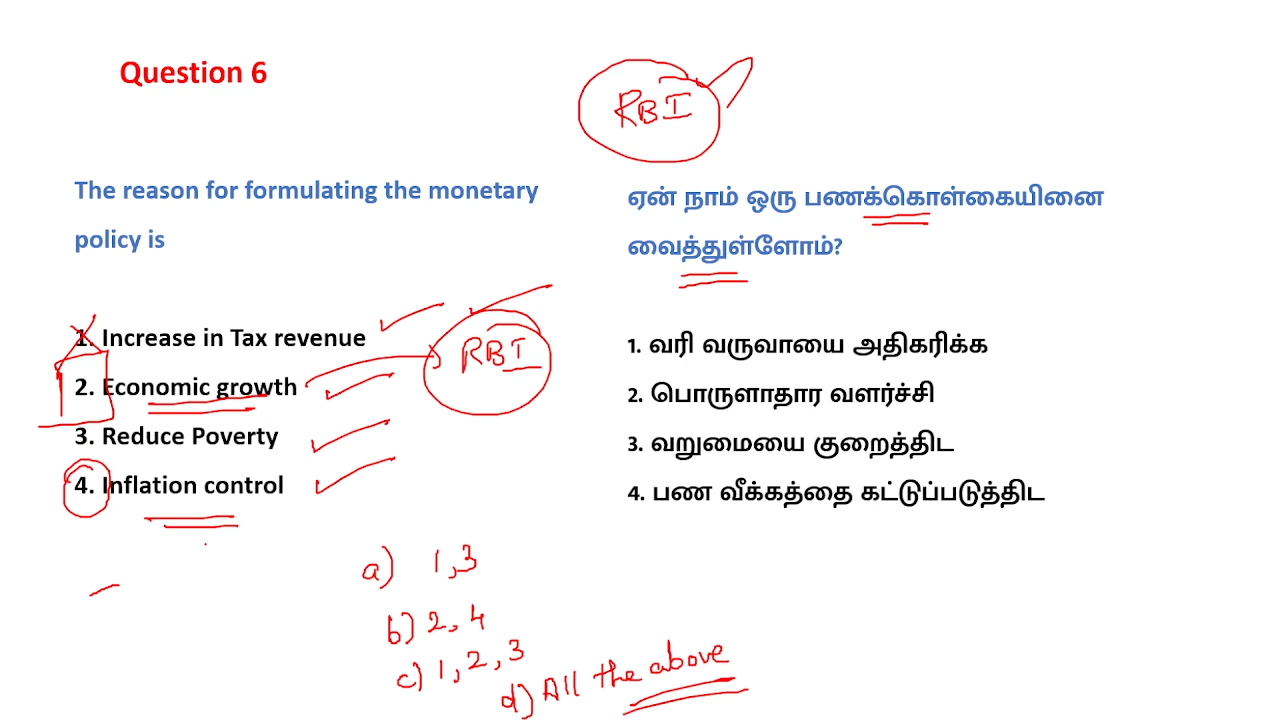 Question 6
RBI
The reason for formulating the monetary
policy is
1. Increase in Tax revenue
2. Economic growth
3. Reduce Poverty
4. Inflation control
RBI
ஏன் நாம் ஒரு பணக்கொள்கையினை
வைத்துள்ளோம்?
1. வரி வருவாயை அதிகரிக்க
2. பொருளாதார வளர்ச்சி
3. வறுமையை குறைத்திட
4. பண வீக்கத்தை கட்டுப்படுத்திட
a) 1,3
b) 2, 4
c) 1, 2, 3
d) All the above